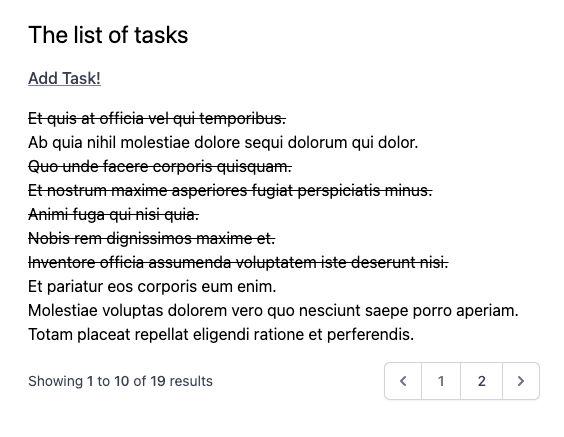 The list of tasks
Add Task!
Et quis at officia vel qui temporibus.
Ab quia nihil molestiae dolore sequi dolorum qui dolor.
Quo unde facere corporis quisquam.
Et nostrum maxime asperiores fugiat perspiciatis minus.
Animi fuga qui nisi quia.
Nobis rem dignissimos maxime et.
Inventore officia assumenda voluptatem iste deserunt nisi.
Et pariatur eos corporis eum enim.
Molestiae voluptas dolorem vero quo nesciunt saepe porro aperiam.
Totam placeat repellat eligendi ratione et perferendis.
Showing 1 to 10 of 19 results 1 2